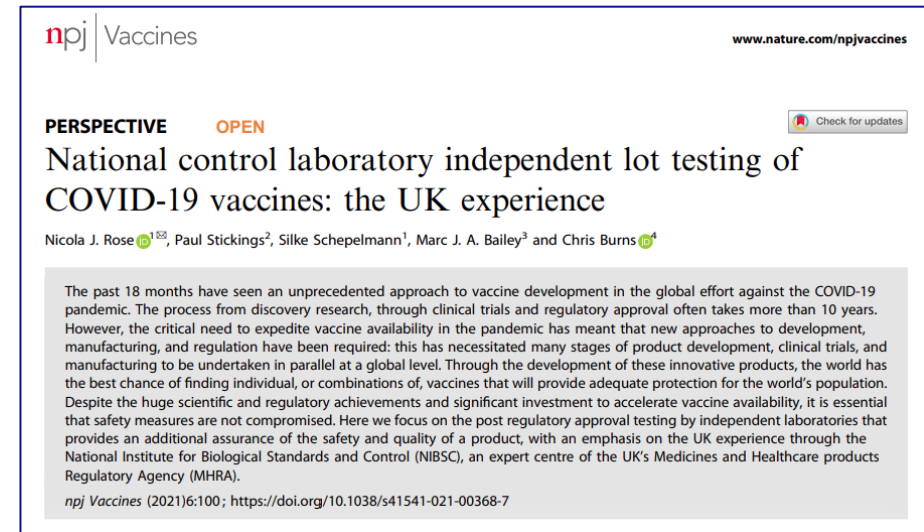 npj Vaccines
www.nature.com/npjvaccines
PERSPECTIVE OPEN
Check for updates
National control laboratory independent lot testing of
COVID-19 vaccines: the UK experience
Nicola J. Rose 1✉, Paul Stickings2, Silke Schepelmann1, Marc J. A. Bailey3 and Chris Burns 4
The past 18 months have seen an unprecedented approach to vaccine development in the global effort against the COVID-19
pandemic. The process from discovery research, through clinical trials and regulatory approval often takes more than 10 years.
However, the critical need to expedite vaccine availability in the pandemic has meant that new approaches to development,
manufacturing, and regulation have been required: this has necessitated many stages of product development, clinical trials, and
manufacturing to be undertaken in parallel at a global level. Through the development of these innovative products, the world has
the best chance of finding individual, or combinations of, vaccines that will provide adequate protection for the world's population.
Despite the huge scientific and regulatory achievements and significant investment to accelerate vaccine availability, it is essential
that safety measures are not compromised. Here we focus on the post regulatory approval testing by independent laboratories that
provides an additional assurance of the safety and quality of a product, with an emphasis on the UK experience through the
National Institute for Biological Standards and Control (NIBSC), an expert centre of the UK's Medicines and Healthcare products
Regulatory Agency (MHRA).
npj Vaccines (2021)6:100 ; https://doi.org/10.1038/s41541-021-00368-7